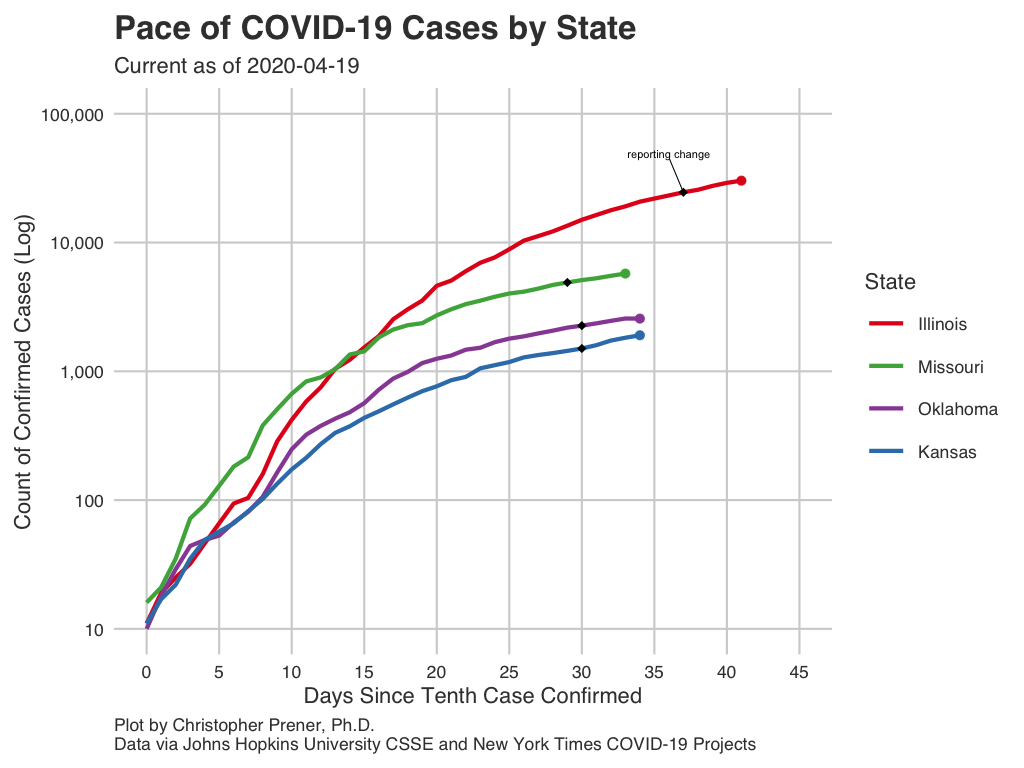 Pace of COVID-19 Cases by State
Current as of 2020-04-19
100,000
10,000
1,000
100
10
Count of Confirmed Cases (Log)
reporting change
0 5 10 15 20 25 30 35 40 45
Days Since Tenth Case Confirmed
State
Illinois
Missouri
Oklahoma
Kansas
Plot by Christopher Prener, Ph.D.
Data via Johns Hopkins University CSSE and New York Times COVID-19 Projects